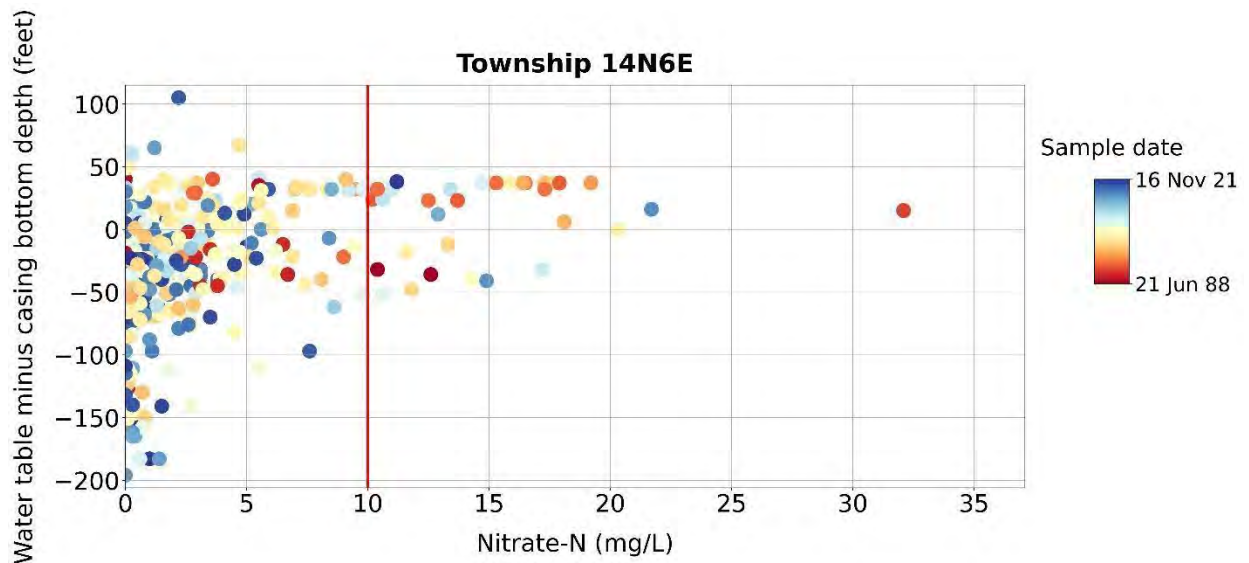 Township 14N6E
Water table minus casing bottom depth (feet)
100
50
0
−50
−100
−150
−200
0 5 10 15 20 25 30 35
Nitrate-N (mg/L)
Sample date
16 Nov 21
21 Jun 88